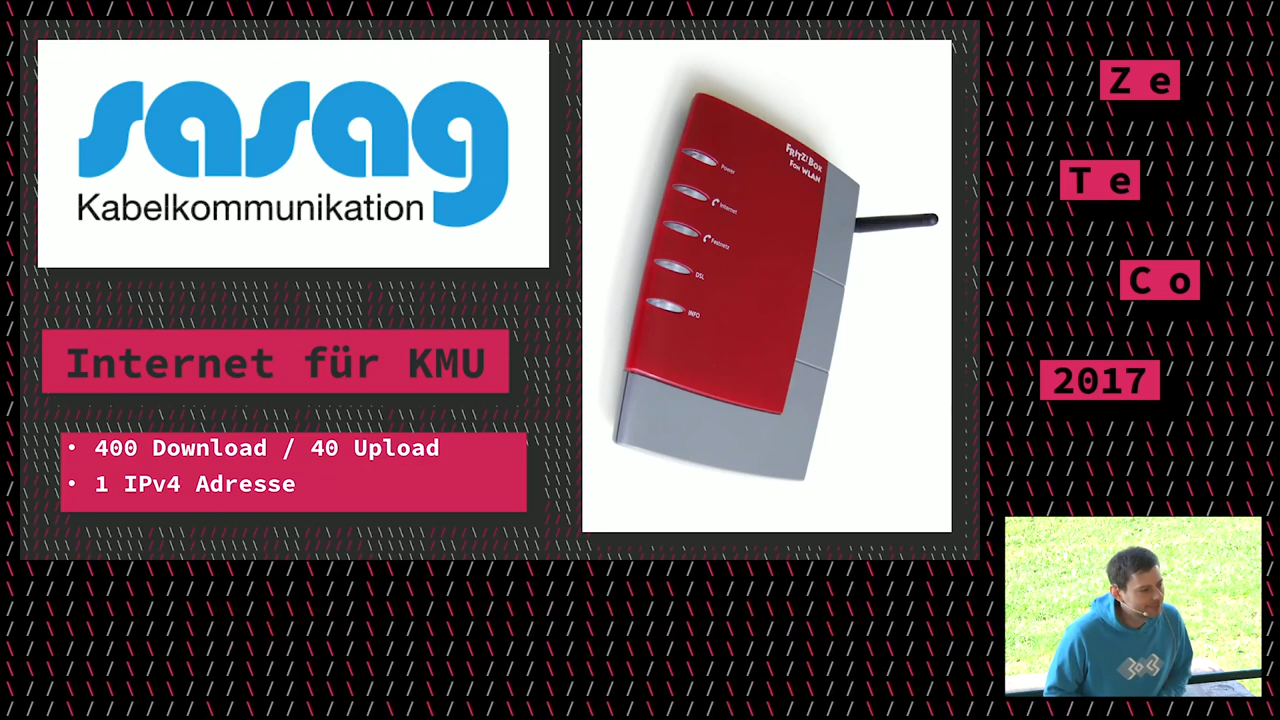 sasag
Kabelkommunikation
Internet für KMU
• 400 Download / 40 Upload
• 1 IPv4 Adresse
FRITZ!Box
Fon WLAN
Power
Internet
Festnetz
DSL
INFO
Ze
Te
Co
2017